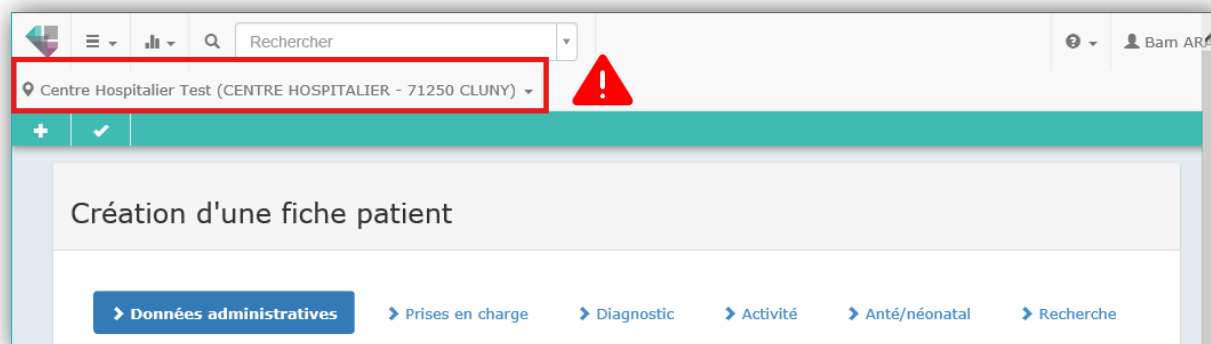 Rechercher
Bam ARA
Centre Hospitalier Test (CENTRE HOSPITALIER - 71250 CLUNY)
Création d'une fiche patient
Données administratives Prises en charge Diagnostic Activité Anté/néonatal Recherche